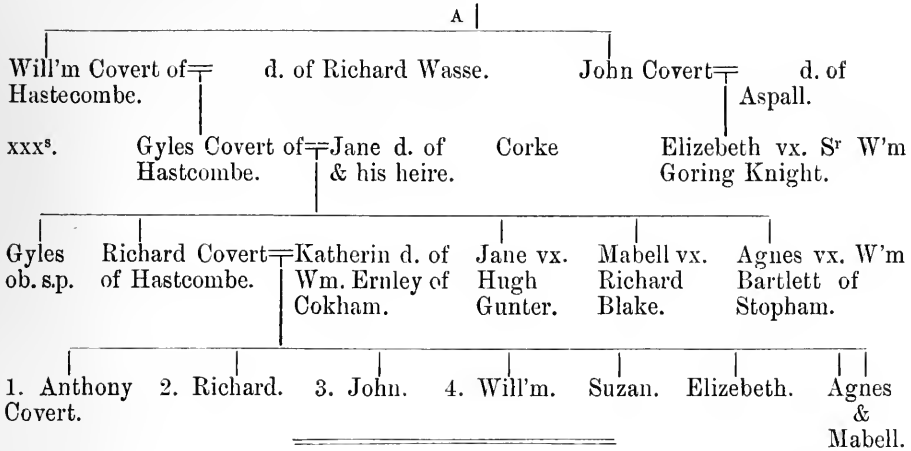 A
Will'm Covert of d. of Richard Wasse. John Covert d. of
Hastecombe. Aspall.
xxxˢ. Gyles Covert of Jane d. of Corke Elizebeth vx. Sʳ W'm
Hastcombe. & his heire. Goring Knight.
Gyles Richard Covert Katherin d. of Jane vx. Mabell vx. Agnes vx. W'm
ob. s.p. of Hastcombe. Wm. Ernley of Hugh Richard Bartlett of
Cokham. Gunter. Blake. Stopham.
1. Anthony 2. Richard. 3. John. 4. Will'm. Suzan. Elizebeth. Agnes
Covert. &
Mabell.